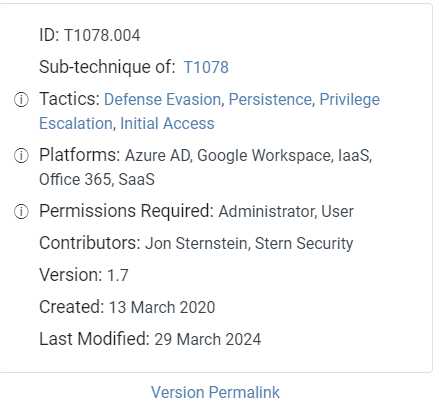 ID: T1078.004
Sub-technique of: T1078
ⓘ Tactics: Defense Evasion, Persistence, Privilege
Escalation, Initial Access
ⓘ Platforms: Azure AD, Google Workspace, IaaS,
Office 365, SaaS
ⓘ Permissions Required: Administrator, User
Contributors: Jon Sternstein, Stern Security
Version: 1.7
Created: 13 March 2020
Last Modified: 29 March 2024
Version Permalink